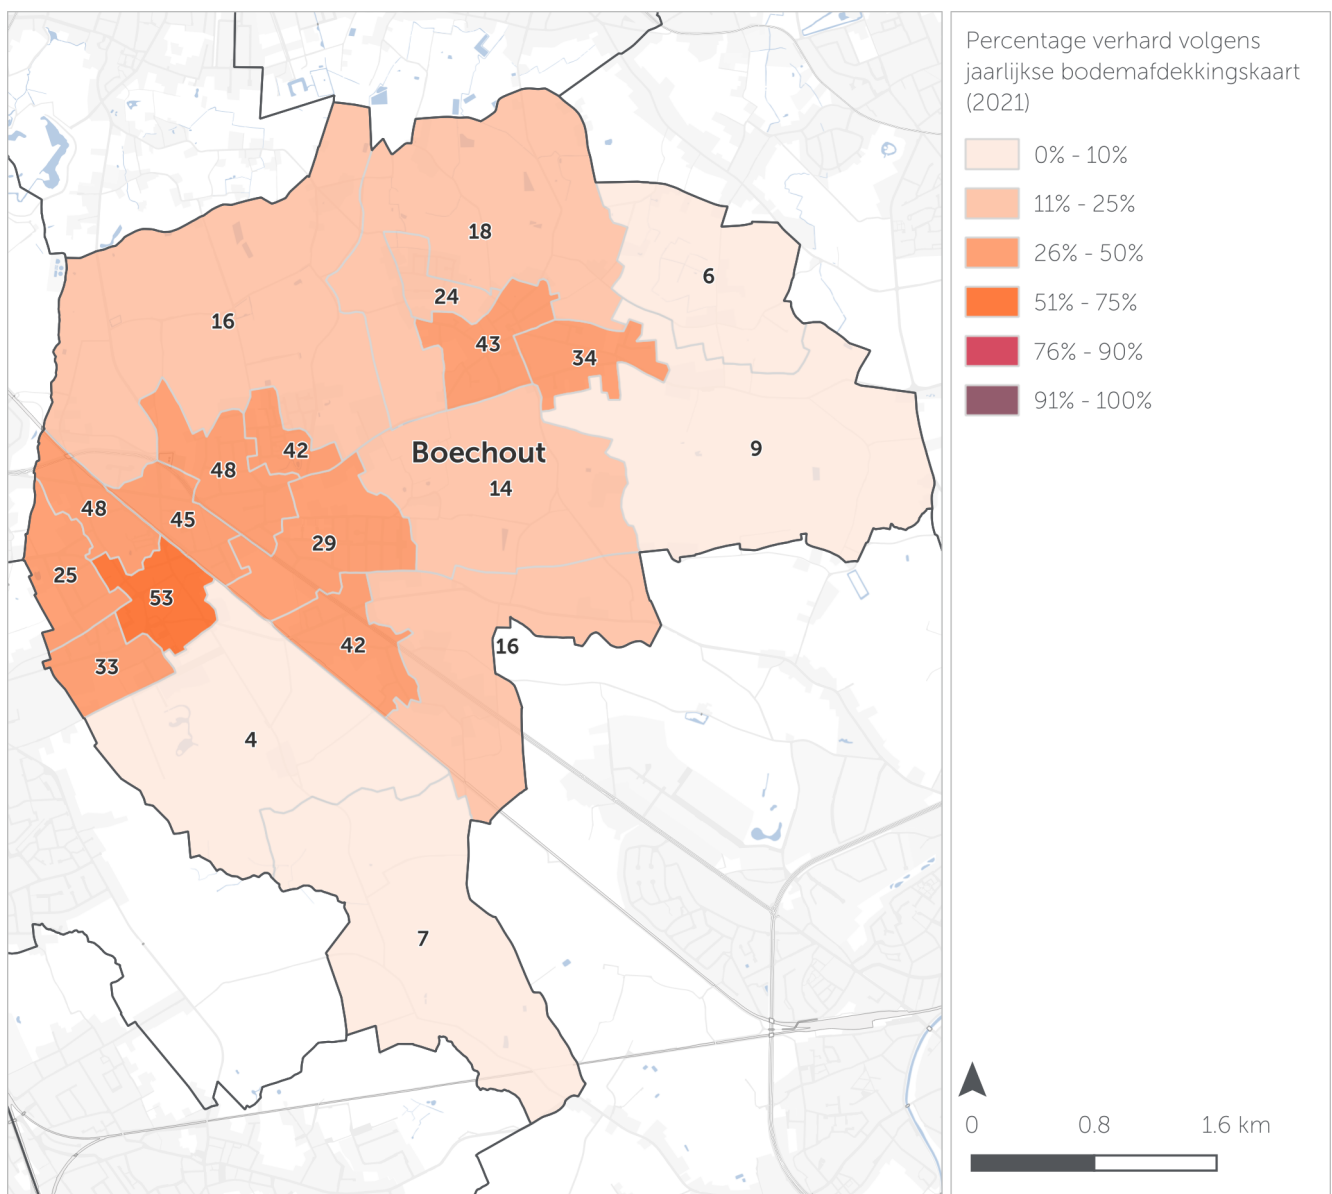 Percentage verhard volgens
jaarlijkse bodemafdekkingskaart
(2021)
0% - 10%
11% - 25%
26% - 50%
51% - 75%
76% - 90%
91% - 100%
18
6
24
16
43
34
42
Boechout
9
48
14
48
45
29
25
53
42
16
33
4
7
0 0.8 1.6 km